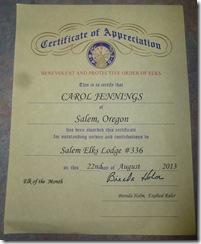 Certificate of Appreciation
BENEVOLENT AND PROTECTIVE ORDER OF ELKS
This is to certify that
CAROL JENNINGS
of
Salem, Oregon
has been awarded this certificate
for outstanding service and contributions to
Salem Elks Lodge #336
on this 22nd day of August 2013
Elk of the Month
Brenda Holm
Brenda Holm, Exalted Ruler